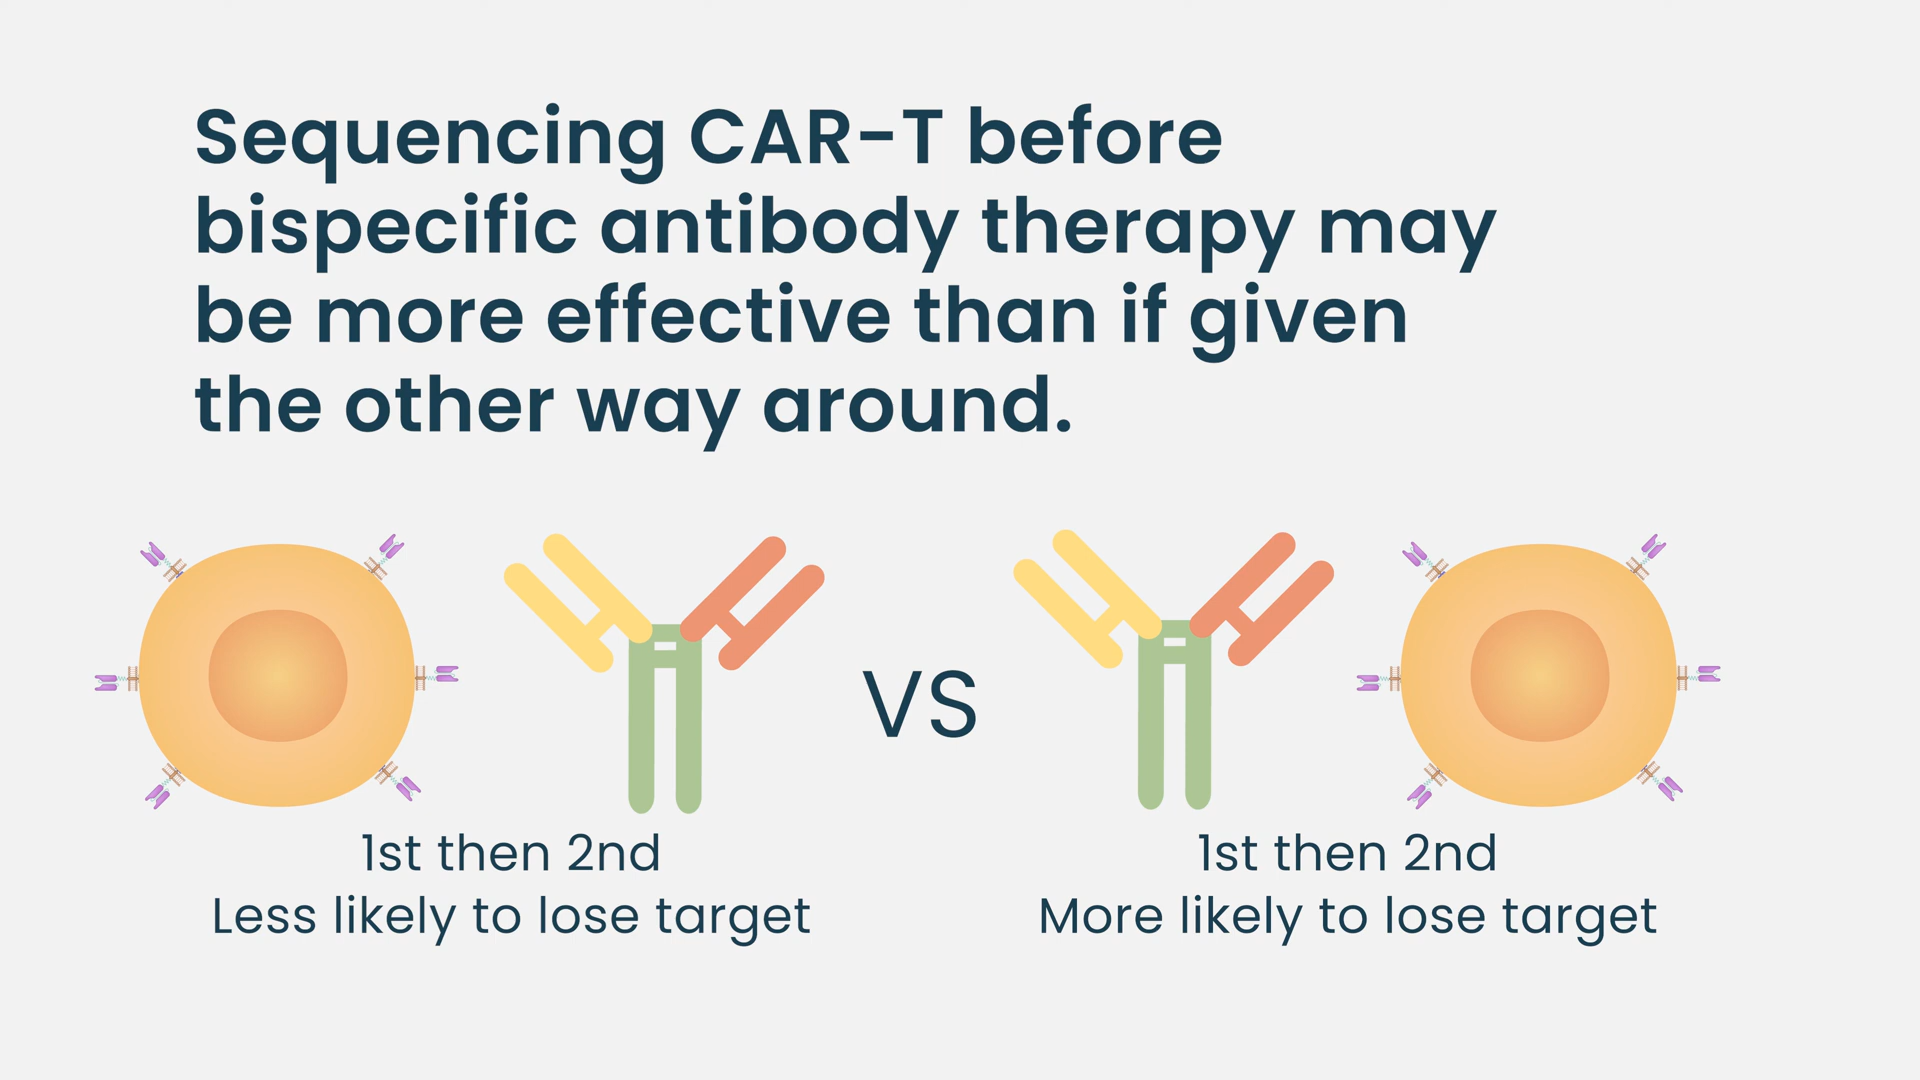 Sequencing CAR-T before
bispecific antibody therapy may
be more effective than if given
the other way around.
VS
1st then 2nd
Less likely to lose target
1st then 2nd
More likely to lose target